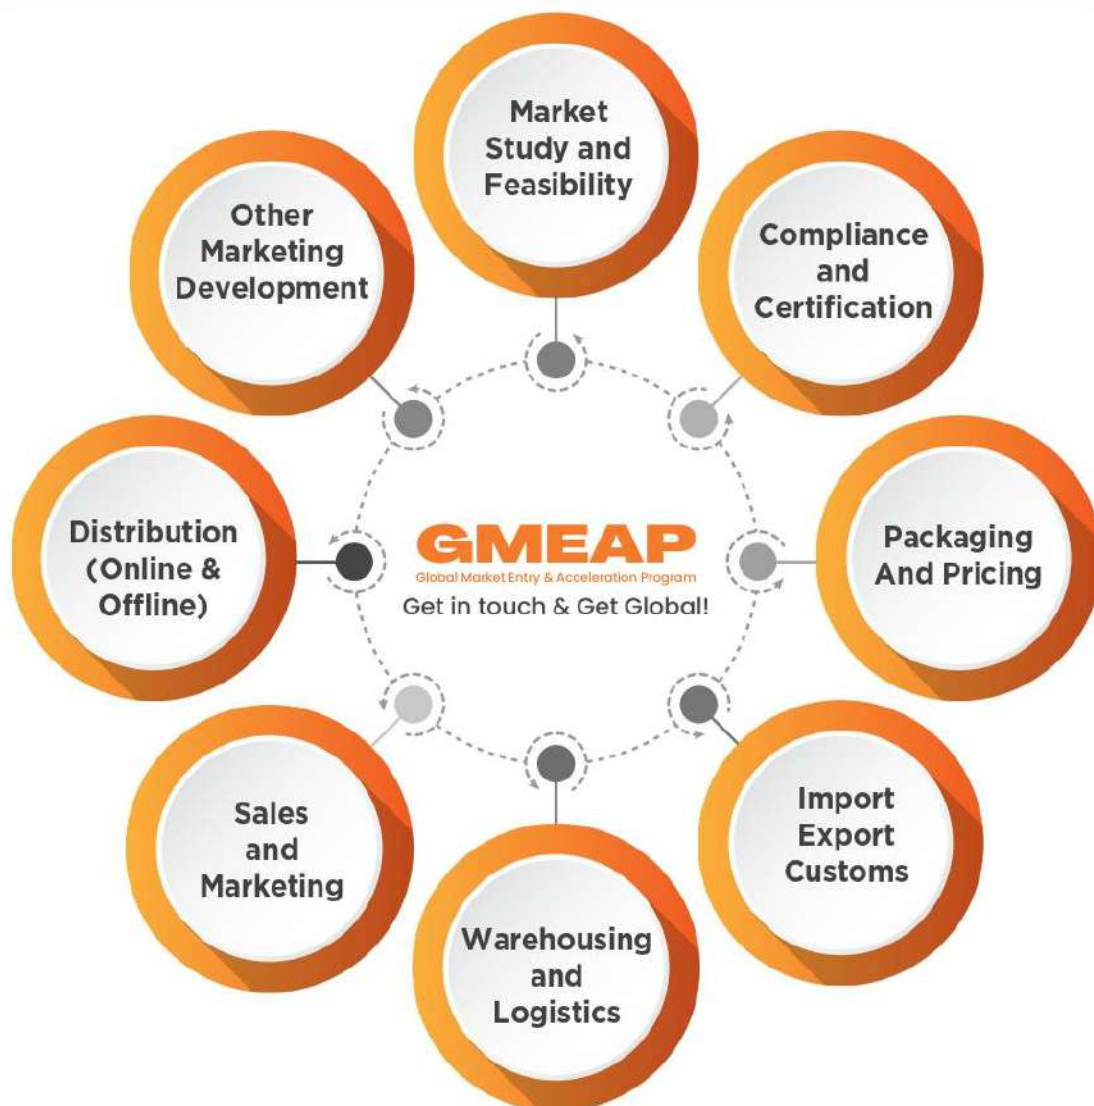 Market
Study and
Feasibility
Compliance
and
Certification
Packaging
And Pricing
Import
Export
Customs
Warehousing
and
Logistics
Sales
and
Marketing
Distribution
(Online &
Offline)
Other
Marketing
Development
GMEAP
Global Market Entry & Acceleration Program
Get in touch & Get Global!